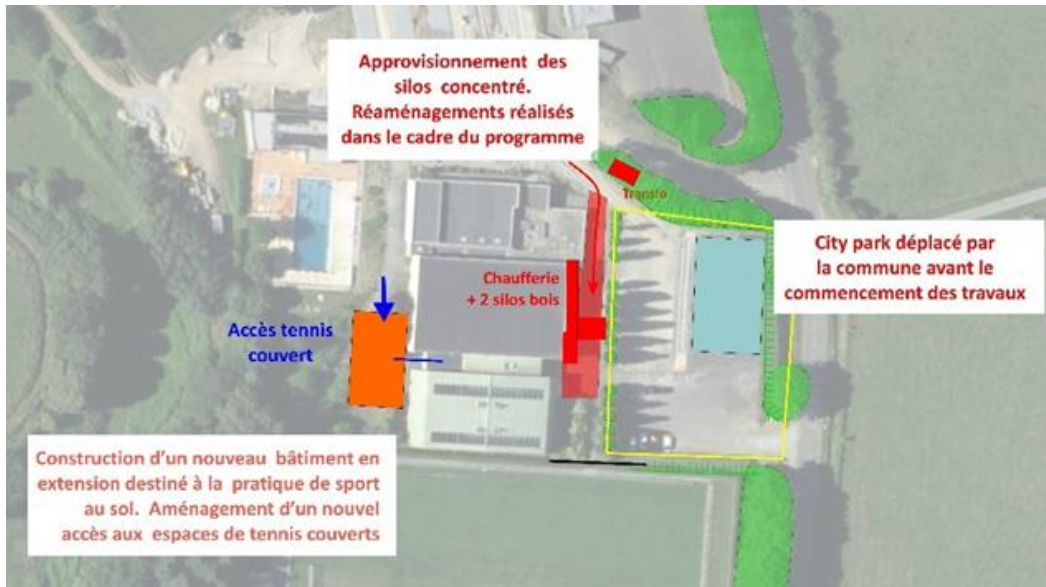 Approvisionnement des
silos concentré.
Réaménagements réalisés
dans le cadre du programme
Transfo
City park déplacé par
la commune avant le
commencement des travaux
Chaufferie
+ 2 silos bois
Accès tennis
couvert
Construction d'un nouveau bâtiment en
extension destiné à la pratique de sport
au sol. Aménagement d'un nouvel
accès aux espaces de tennis couverts